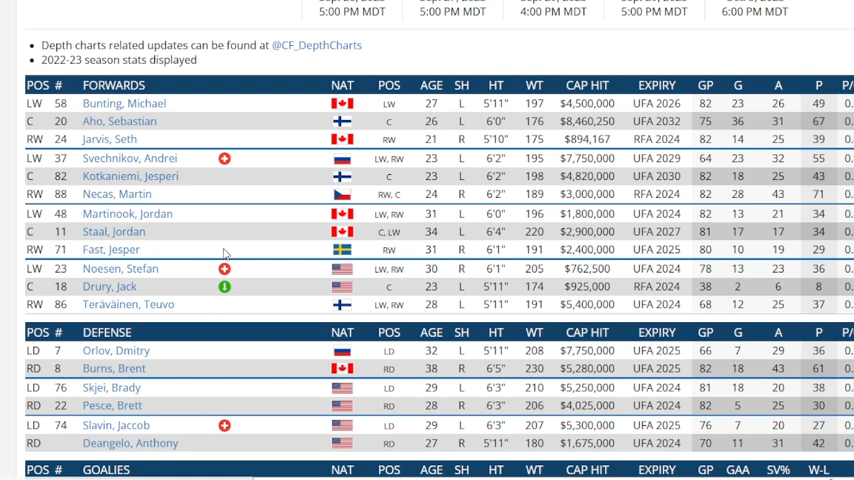 5:00 PM MDT 5:00 PM MDT 4:00 PM MDT 5:00 PM MDT 6:00 PM MDT
Depth charts related updates can be found at @CF_DepthCharts
2022-23 season stats displayed
POS # FORWARDS NAT POS AGE SH HT WT CAP HIT EXPIRY GP G A P P/
LW 58 Bunting, Michael LW 27 L 5'11" 197 $4,500,000 UFA 2026 82 23 26 49 0.
C 20 Aho, Sebastian C 26 L 6'0" 176 $8,460,250 UFA 2032 75 36 31 67 0.
RW 24 Jarvis, Seth RW 21 R 5'10" 175 $894,167 RFA 2024 82 14 25 39 0.
LW 37 Svechnikov, Andrei LW, RW 23 L 6'2" 195 $7,750,000 UFA 2029 64 23 32 55 0.
C 82 Kotkaniemi, Jesperi C 23 L 6'2" 198 $4,820,000 UFA 2030 82 18 25 43 0.
RW 88 Necas, Martin RW, C 24 R 6'2" 189 $3,000,000 RFA 2024 82 28 43 71 0.
LW 48 Martinook, Jordan LW, RW 31 L 6'0" 196 $1,800,000 UFA 2024 82 13 21 34 0.
C 11 Staal, Jordan C, LW 34 L 6'4" 220 $2,900,000 UFA 2027 81 17 17 34 0.
RW 71 Fast, Jesper RW 31 R 6'1" 191 $2,400,000 UFA 2025 80 10 19 29 0.
LW 23 Noesen, Stefan LW, RW 30 R 6'1" 205 $762,500 UFA 2024 78 13 23 36 0.
C 18 Drury, Jack C 23 L 5'11" 174 $925,000 RFA 2024 38 2 6 8 0.
RW 86 Teräväinen, Teuvo LW, RW 28 L 5'11" 191 $5,400,000 UFA 2024 68 12 25 37 0.
POS # DEFENSE NAT POS AGE SH HT WT CAP HIT EXPIRY GP G A P P/
LD 7 Orlov, Dmitry LD 32 L 5'11" 208 $7,750,000 UFA 2025 66 7 29 36 0.
RD 8 Burns, Brent RD 38 R 6'5" 230 $5,280,000 UFA 2025 82 18 43 61 0.
LD 76 Skjei, Brady LD 29 L 6'3" 210 $5,250,000 UFA 2024 81 18 20 38 0.
RD 22 Pesce, Brett RD 28 R 6'3" 206 $4,025,000 UFA 2024 82 5 25 30 0.
LD 74 Slavin, Jaccob LD 29 L 6'3" 207 $5,300,000 UFA 2025 76 7 20 27 0.
RD Deangelo, Anthony RD 27 R 5'11" 180 $1,675,000 UFA 2024 70 11 31 42 0.
POS # GOALIES NAT POS AGE SH HT WT CAP HIT EXPIRY GP GAA SV% W-L